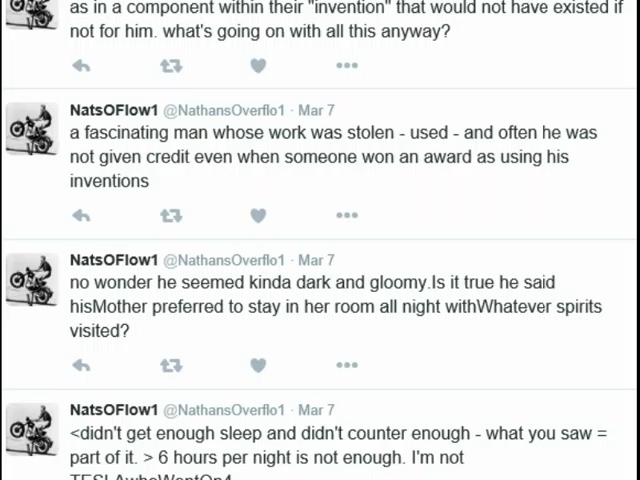 as in a component within their "invention" that would not have existed if
not for him. what's going on with all this anyway?
NatsOFlow1 @NathansOverflo1 · Mar 7
a fascinating man whose work was stolen - used - and often he was
not given credit even when someone won an award as using his
inventions
NatsOFlow1 @NathansOverflo1 · Mar 7
no wonder he seemed kinda dark and gloomy.Is it true he said
hisMother preferred to stay in her room all night withWhatever spirits
visited?
NatsOFlow1 @NathansOverflo1 · Mar 7
<didn't get enough sleep and didn't counter enough - what you saw =
part of it. > 6 hours per night is not enough. I'm not
TESLAwhoWentOn4